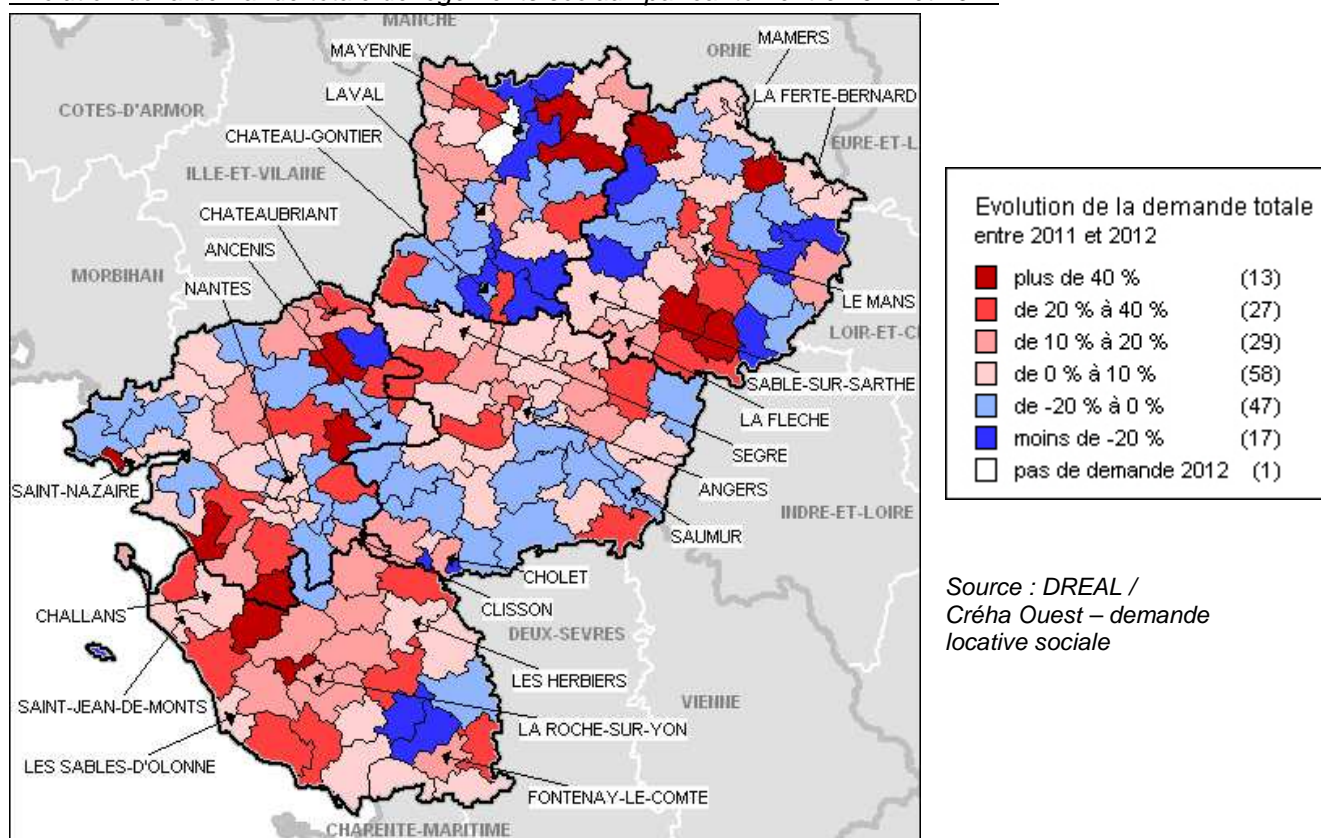 MANCHE
MAYENNE
ORNE
MAMERS
LAVAL
LA FERTE-BERNARD
COTES-D'ARMOR
CHATEAU-GONTIER
EURE-ET-L
ILLE-ET-VILAINE
CHATEAUBRIANT
ANCENIS
MORBIHAN
NANTES
LE MANS
LOIR-ET-C
SABLE-SUR-SARTHE
LA FLECHE
SEGRE
SAINT-NAZAIRE
ANGERS
INDRE-ET-LOIRE
SAUMUR
CHOLET
CHALLANS
CLISSON
DEUX-SEVRES
LES HERBIERS
SAINT-JEAN-DE-MONTS
VIENNE
LA ROCHE-SUR-YON
LES SABLES-D'OLONNE
FONTENAY-LE-COMTE
CHARENTE-MARITIME
Evolution de la demande totale
entre 2011 et 2012
plus de 40 % (13)
de 20 % à 40 % (27)
de 10 % à 20 % (29)
de 0 % à 10 % (58)
de -20 % à 0 % (47)
moins de -20 % (17)
pas de demande 2012 (1)
Source : DREAL /
Créha Ouest – demande
locative sociale